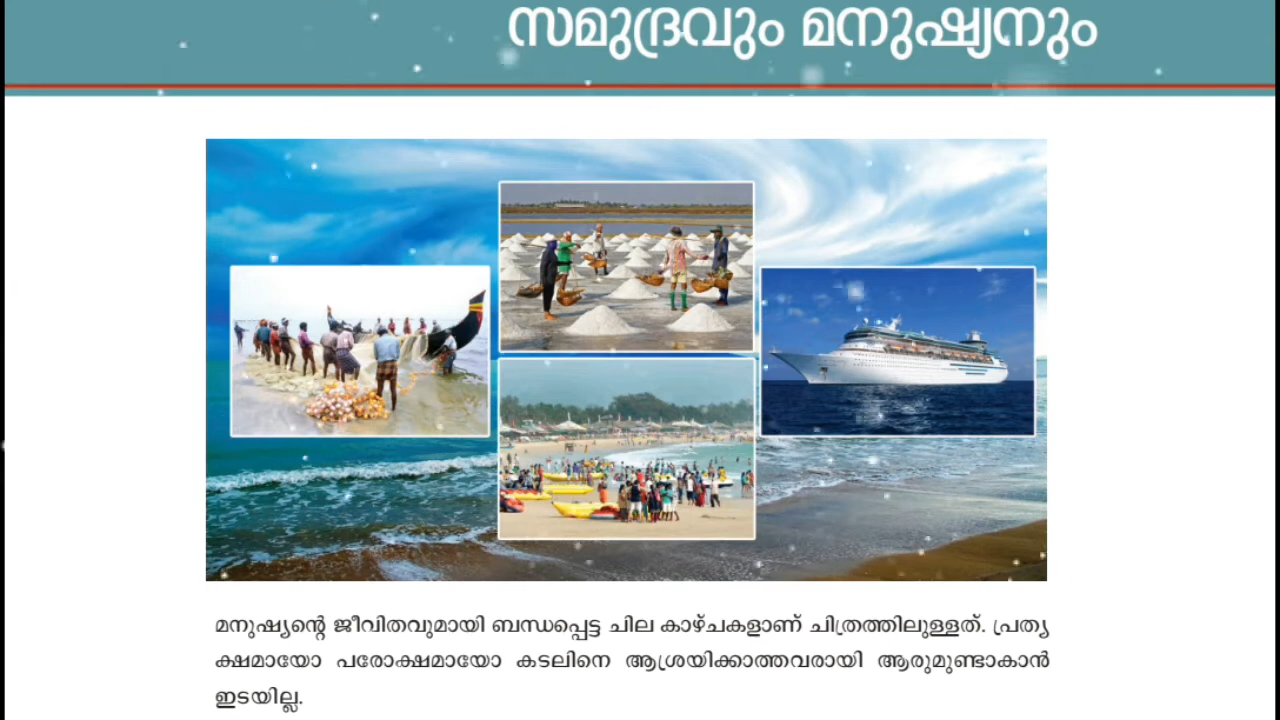 സമുദ്രവും മനുഷ്യനും
മനുഷ്യന്റെ ജീവിതവുമായി ബന്ധപ്പെട്ട ചില കാഴ്ചകളാണ് ചിത്രത്തിലുള്ളത്. പ്രത്യ
ക്ഷമായോ പരോക്ഷമായോ കടലിനെ ആശ്രയിക്കാത്തവരായി ആരുമുണ്ടാകാൻ
ഇടയില്ല.